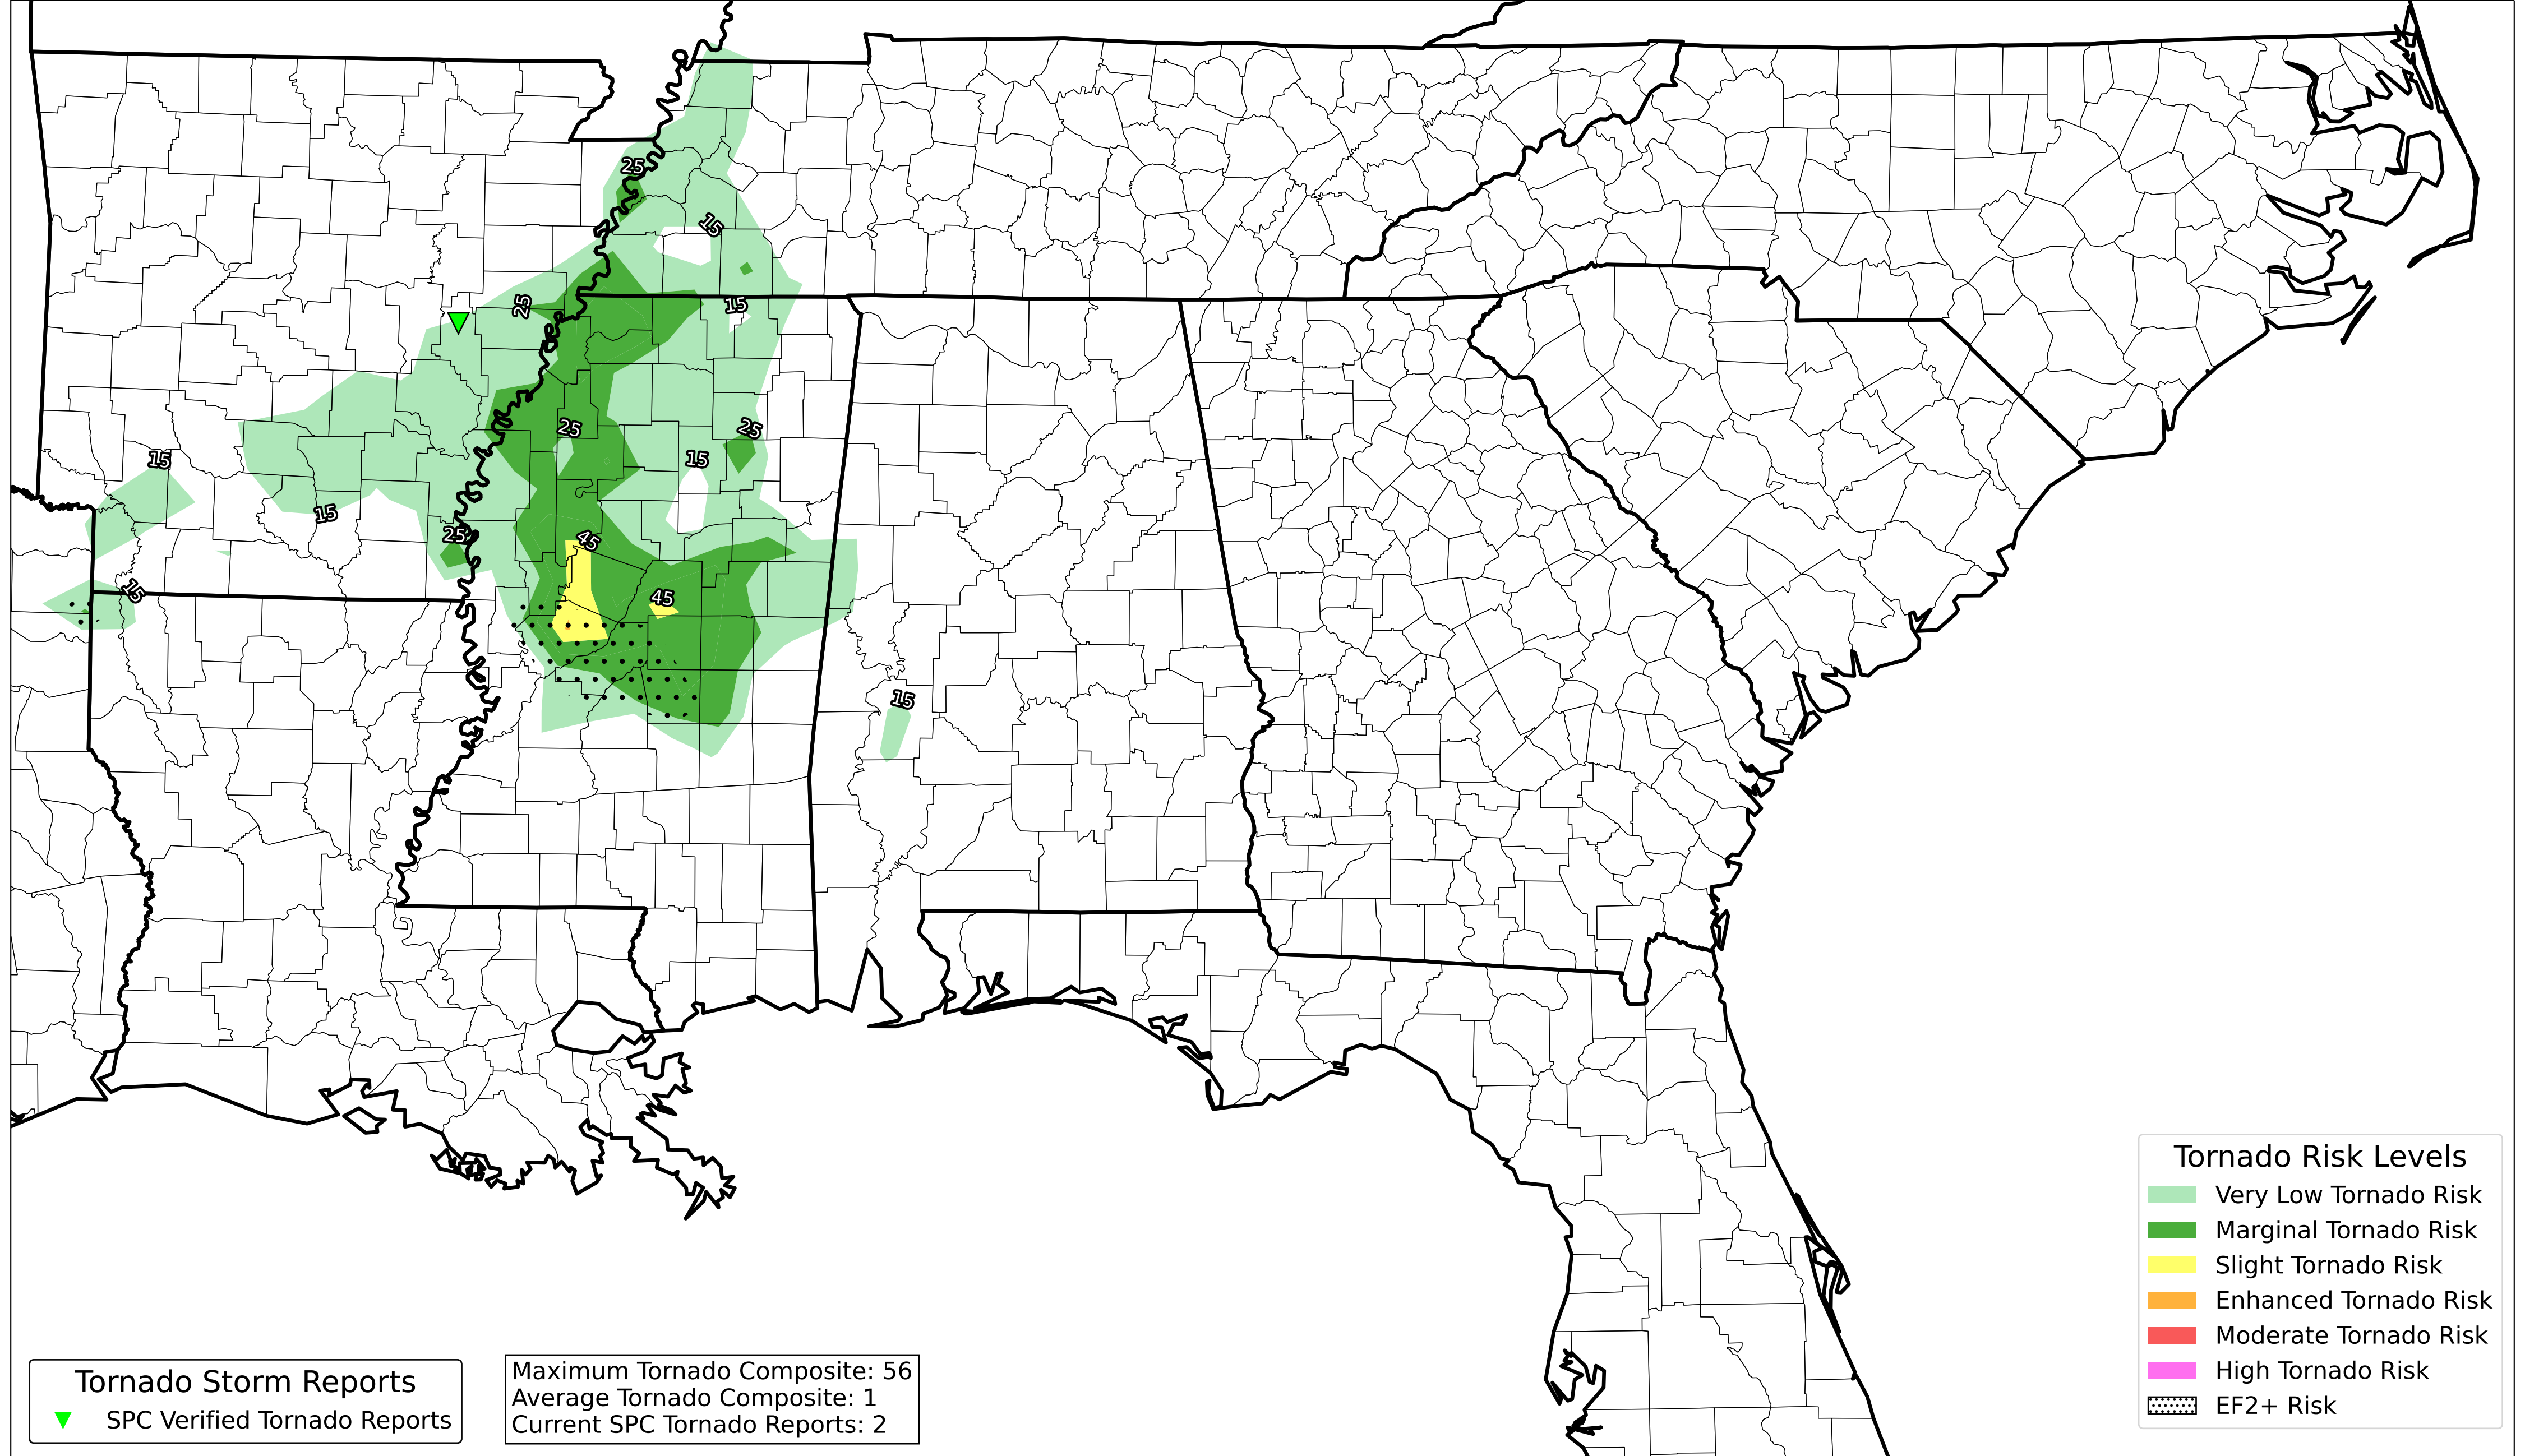 25
15
25
15
25
25
15
15
15
25
45
15
45
15
Tornado Risk Levels
Very Low Tornado Risk
Marginal Tornado Risk
Slight Tornado Risk
Enhanced Tornado Risk
Moderate Tornado Risk
High Tornado Risk
EF2+ Risk
Tornado Storm Reports
SPC Verified Tornado Reports
Maximum Tornado Composite: 56
Average Tornado Composite: 1
Current SPC Tornado Reports: 2